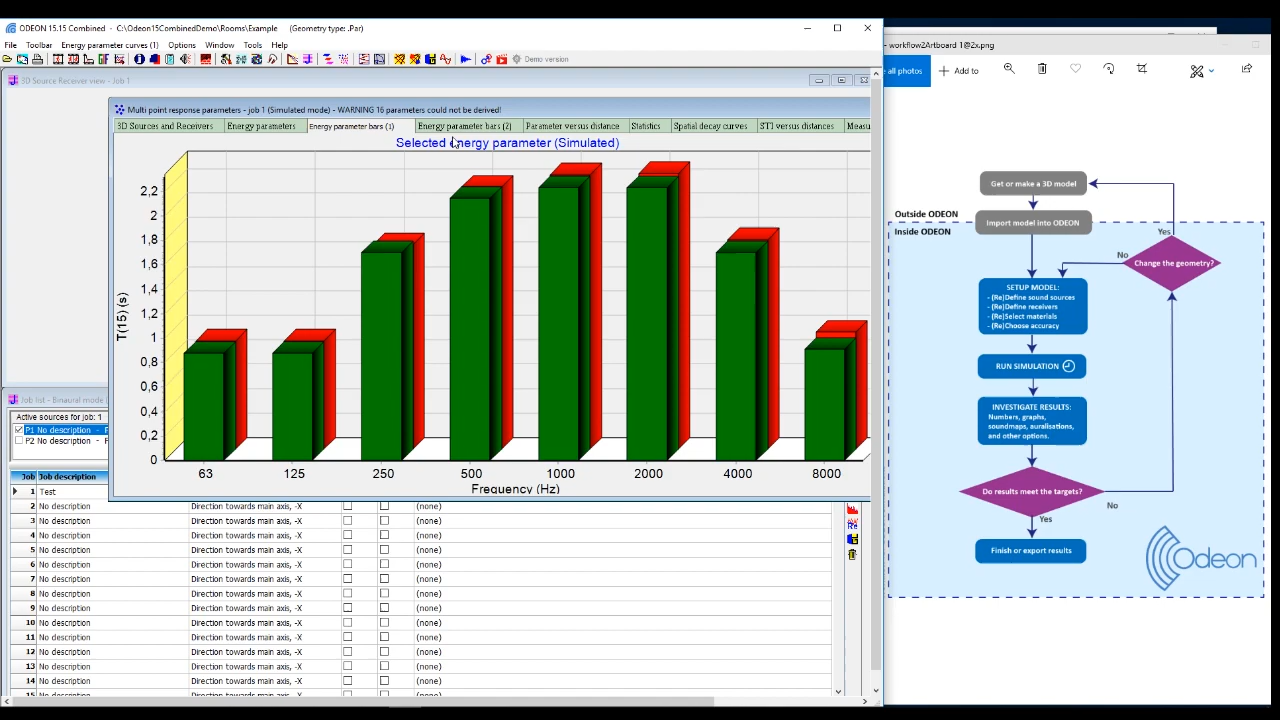 ODEON 15.15 Combined - C:\Odeon15CombinedDemo\Rooms\Example (Geometry type: .Par)
File Toolbar Energy parameter curves (1) Options Window Tools Help
Demo version
3D Source Receiver view - Job 1
Multi point response parameters - job 1 (Simulated mode) - WARNING 16 parameters could not be derived!
3D Sources and Receivers Energy parameters Energy parameter bars (1) Energy parameter bars (2) Parameter versus distance Statistics Spatial decay curves STI versus distances Measu
Selected energy parameter (Simulated)
T(15) (s)
2,2
2
1,8
1,6
1,4
1,2
1
0,8
0,6
0,4
0,2
0
63 125 250 500 1000 2000 4000 8000
Frequency (Hz)
Job list - Binaural mode
Active sources for job: 1
P1 No description - F
P2 No description - F
Job Job description
1 Test
2 No description Direction towards main axis, -X (none)
3 No description Direction towards main axis, -X (none)
4 No description Direction towards main axis, -X (none)
5 No description Direction towards main axis, -X (none)
6 No description Direction towards main axis, -X (none)
7 No description Direction towards main axis, -X (none)
8 No description Direction towards main axis, -X (none)
9 No description Direction towards main axis, -X (none)
10 No description Direction towards main axis, -X (none)
11 No description Direction towards main axis, -X (none)
12 No description Direction towards main axis, -X (none)
13 No description Direction towards main axis, -X (none)
14 No description Direction towards main axis, -X (none)
15 No description Direction towards main axis, -X (none)
- workflow2Artboard 1@2x.png
all photos Add to
Get or make a 3D model
Outside ODEON
Import model into ODEON
Inside ODEON
Yes
No
Change the geometry?
SETUP MODEL:
- (Re)Define sound sources
- (Re)Define receivers
- (Re)Select materials
- (Re)Choose accuracy
RUN SIMULATION
INVESTIGATE RESULTS:
Numbers, graphs,
soundmaps, auralisations,
and other options.
Do results meet the targets?
No
Yes
Finish or export results
Odeon